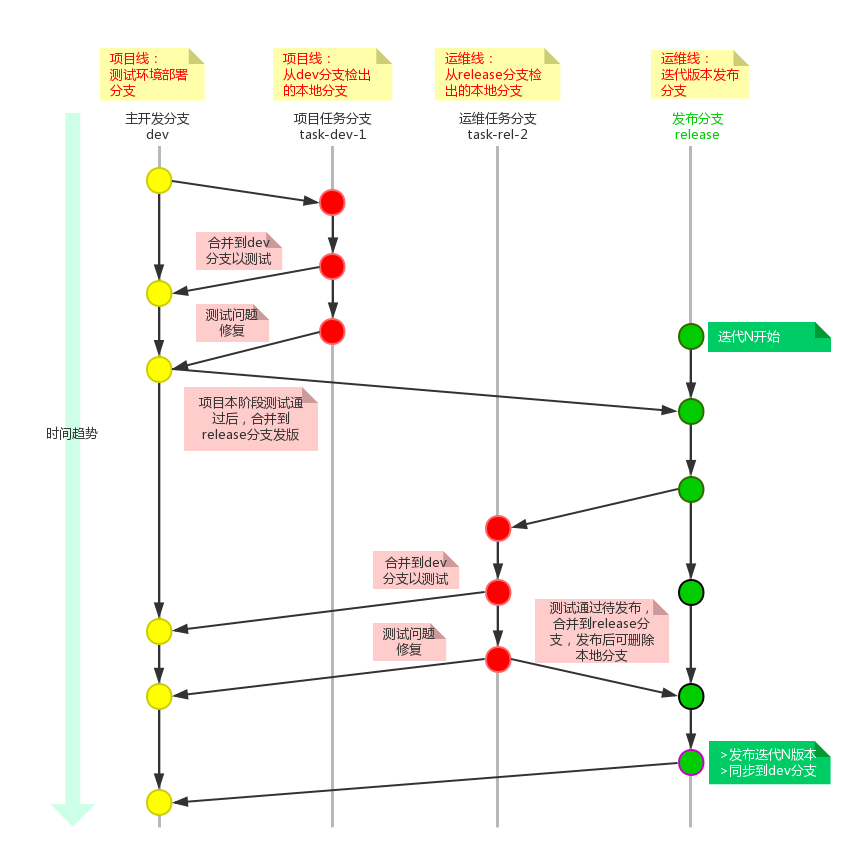 项目线：
测试环境部署
分支
项目线：
从dev分支检出
的本地分支
运维线：
从release分支检
出的本地分支
运维线：
迭代版本发布
分支
主开发分支
dev
项目任务分支
task-dev-1
运维任务分支
task-rel-2
发布分支
release
合并到dev
分支以测试
测试问题
修复
迭代N开始
项目本阶段测试通
过后，合并到
release分支发版
时间趋势
合并到dev
分支以测试
测试通过待发布，
合并到release分
支，发布后可删除
本地分支
测试问题
修复
>发布迭代N版本
>同步到dev分支